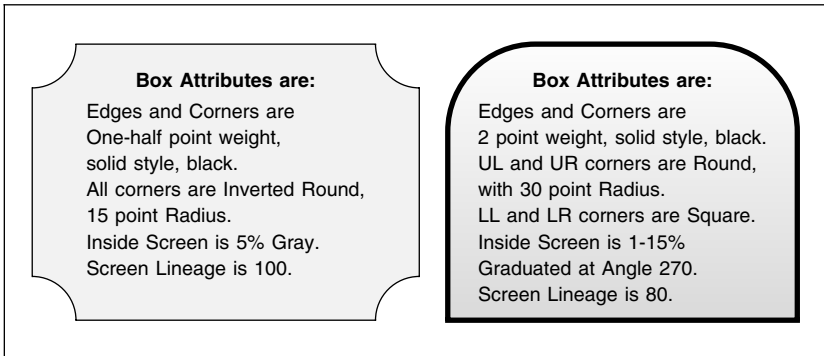 Box Attributes are:
Edges and Corners are
One-half point weight,
solid style, black.
All corners are Inverted Round,
15 point Radius.
Inside Screen is 5% Gray.
Screen Lineage is 100.
Box Attributes are:
Edges and Corners are
2 point weight, solid style, black.
UL and UR corners are Round,
with 30 point Radius.
LL and LR corners are Square.
Inside Screen is 1-15%
Graduated at Angle 270.
Screen Lineage is 80.